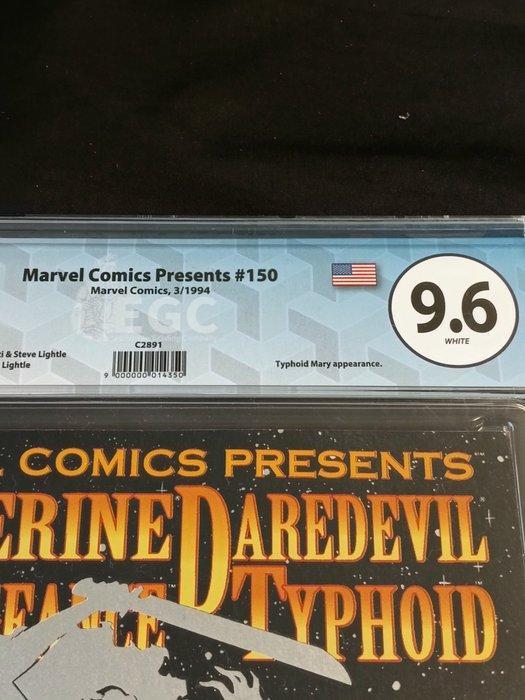 Marvel Comics Presents #150
Marvel Comics, 3/1994
EGC
C2891
i & Steve Lightle
Lightle
9 000000 014350
Typhoid Mary appearance.
9.6
WHITE
L COMICS PRESENTS
ERINE DAREDEVIL
TYPHOID